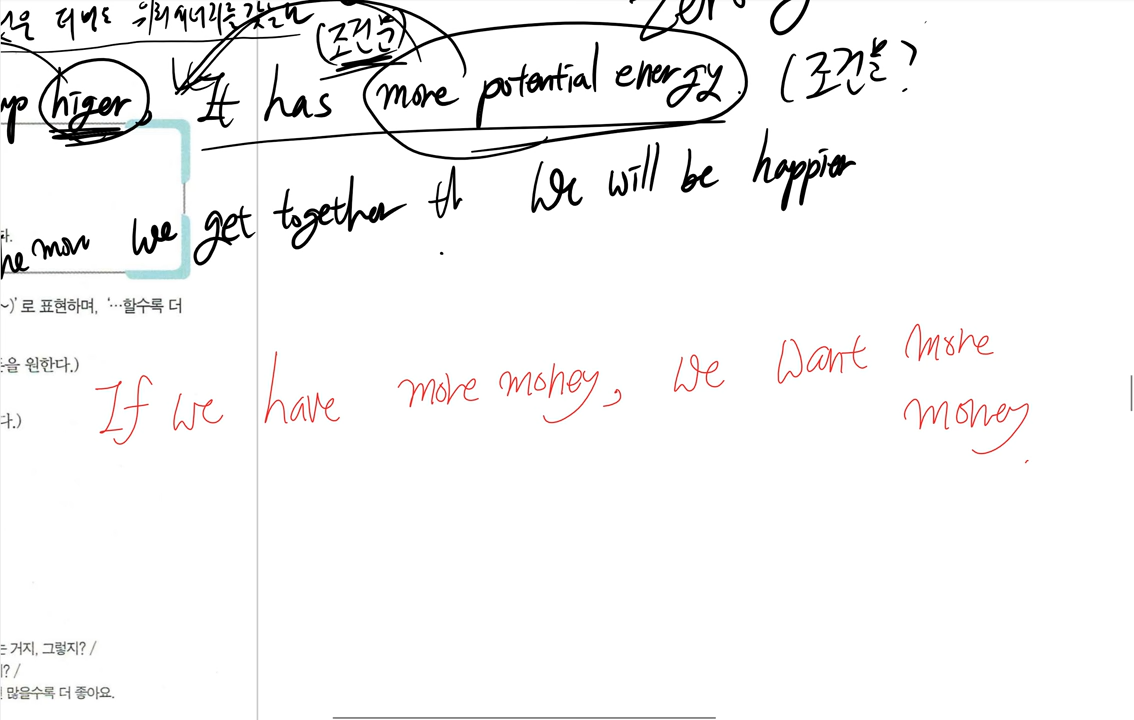 (조건문)
up higer, It has more potential energy. (조건문?
he more we get together th we will be happier
다.
~)'로 표현하며, '…할수록 더
을 원한다.)
If we have more money, we want more
money.
다.)
는 거지, 그렇지? /
? /
많을수록 더 좋아요.